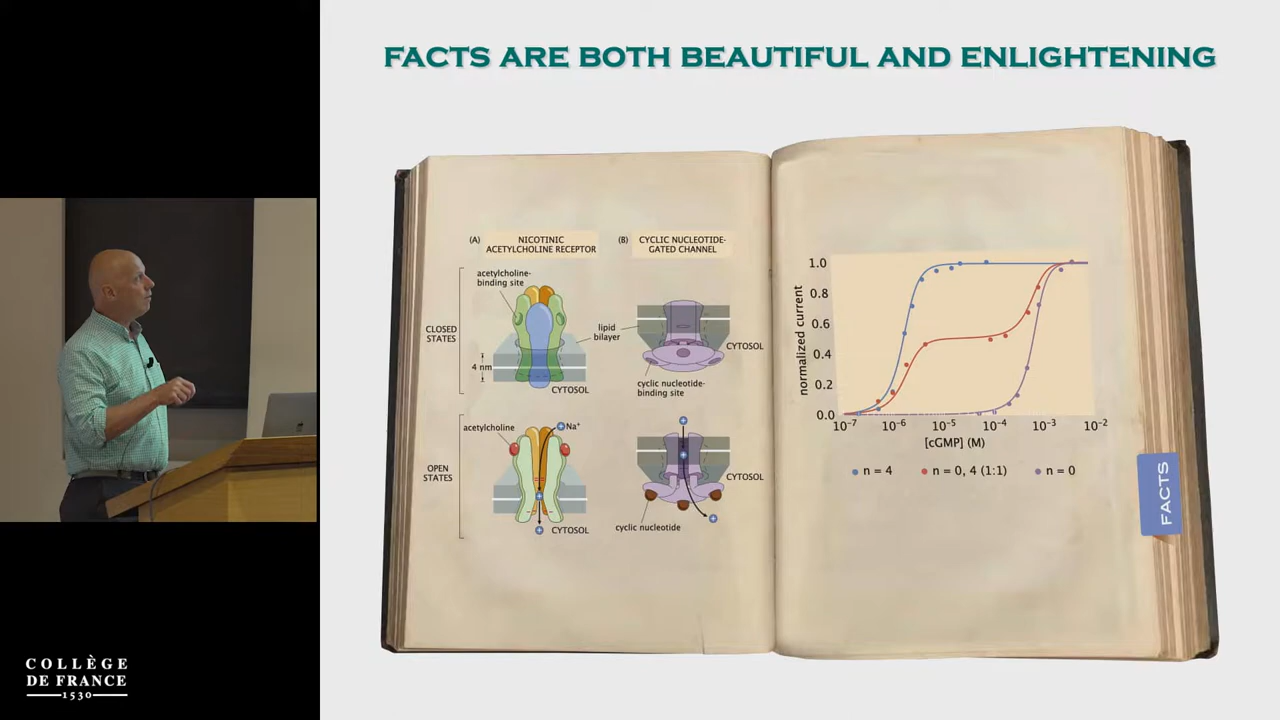 FACTS ARE BOTH BEAUTIFUL AND ENLIGHTENING
(A)
NICOTINIC
ACETYLCHOLINE RECEPTOR
(B)
CYCLIC NUCLEOTIDE-
GATED CHANNEL
acetylcholine-
binding site
CLOSED
STATES
4 nm
lipid
bilayer
CYTOSOL
CYTOSOL
cyclic nucleotide-
binding site
acetylcholine
Na+
OPEN
STATES
CYTOSOL
CYTOSOL
cyclic nucleotide
normalized current
1.0
0.8
0.6
0.4
0.2
0.0
10-7
10-6
10-5
10-4
10-3
10-2
[cGMP] (M)
n = 4
n = 0, 4 (1:1)
n = 0
FACTS
COLLÈGE
DE FRANCE
1530